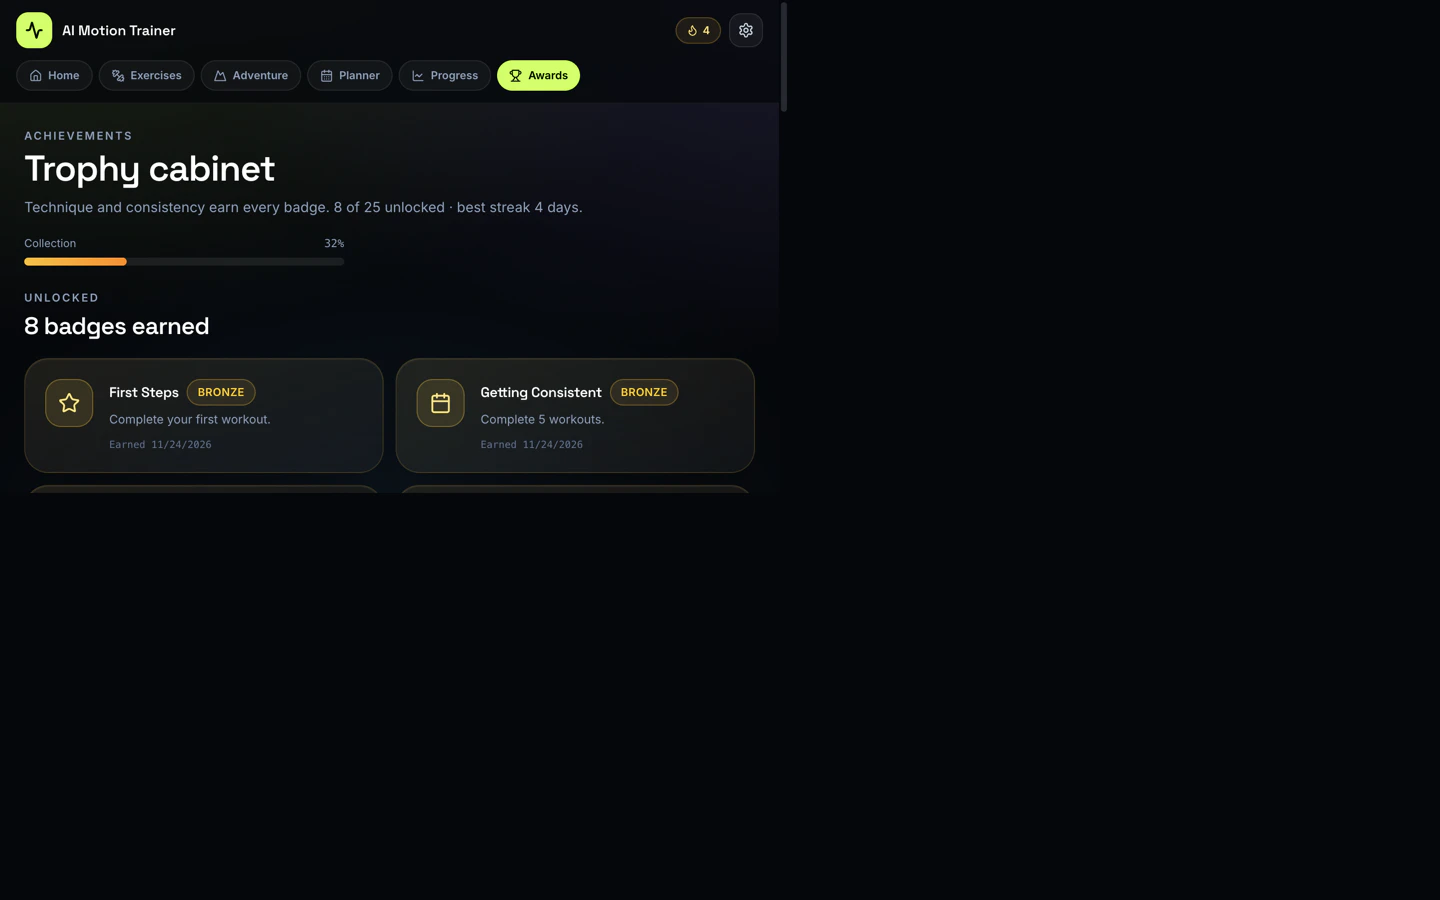 AI Motion Trainer
4
Home
Exercises
Adventure
Planner
Progress
Awards
ACHIEVEMENTS
Trophy cabinet
Technique and consistency earn every badge. 8 of 25 unlocked · best streak 4 days.
Collection
32%
UNLOCKED
8 badges earned
First Steps
BRONZE
Complete your first workout.
Earned 11/24/2026
Getting Consistent
BRONZE
Complete 5 workouts.
Earned 11/24/2026